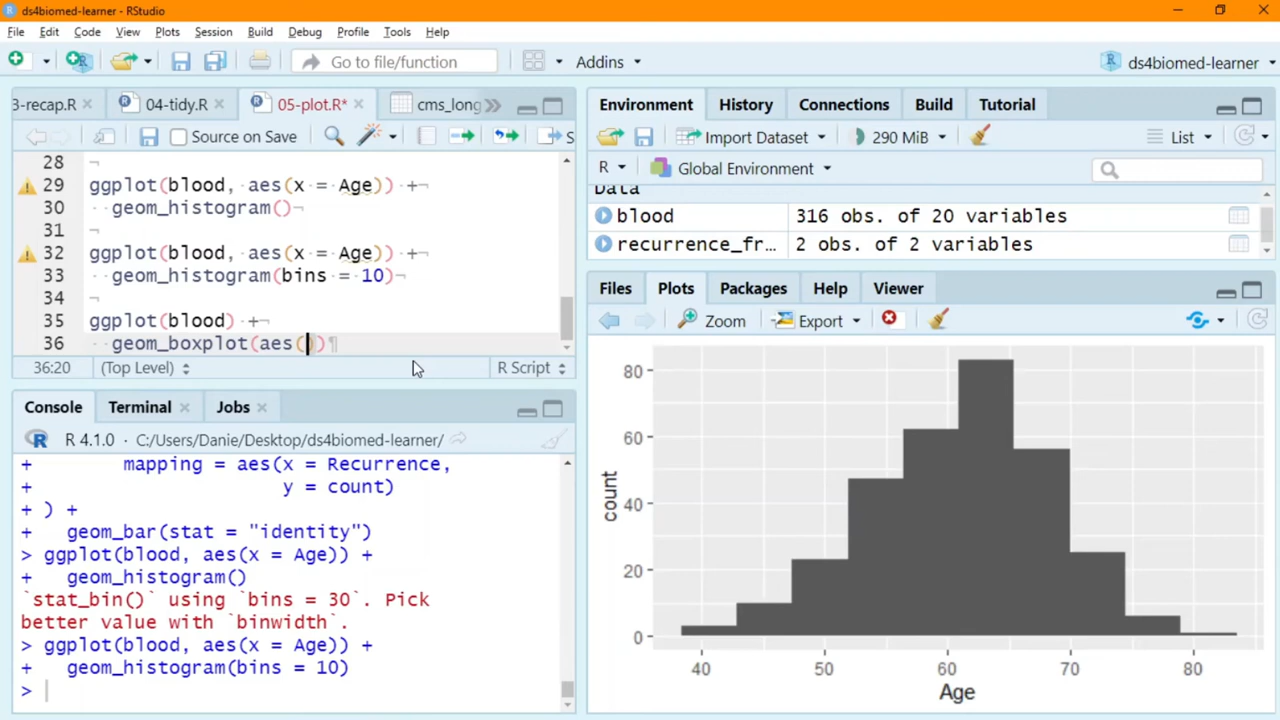 ds4biomed-learner - RStudio
File Edit Code View Plots Session Build Debug Profile Tools Help
Go to file/function Addins ds4biomed-learner
3-recap.R 04-tidy.R 05-plot.R* cms_long
Source on Save
28 ¬
29 ggplot(blood, aes(x = Age)) +¬
30 geom_histogram()¬
31 ¬
32 ggplot(blood, aes(x = Age)) +¬
33 geom_histogram(bins = 10)¬
34 ¬
35 ggplot(blood) +¬
36 geom_boxplot(aes())¶
36:20 (Top Level) R Script
Console Terminal Jobs
R 4.1.0 · C:/Users/Danie/Desktop/ds4biomed-learner/
+ mapping = aes(x = Recurrence,
+ y = count)
+ ) +
+ geom_bar(stat = "identity")
> ggplot(blood, aes(x = Age)) +
+ geom_histogram()
`stat_bin()` using `bins = 30`. Pick
better value with `binwidth`.
> ggplot(blood, aes(x = Age)) +
+ geom_histogram(bins = 10)
>
Environment History Connections Build Tutorial
Import Dataset 290 MiB List
R Global Environment
Data
blood 316 obs. of 20 variables
recurrence_fr… 2 obs. of 2 variables
Files Plots Packages Help Viewer
Zoom Export
80
60
40
20
0
count
40 50 60 70 80
Age